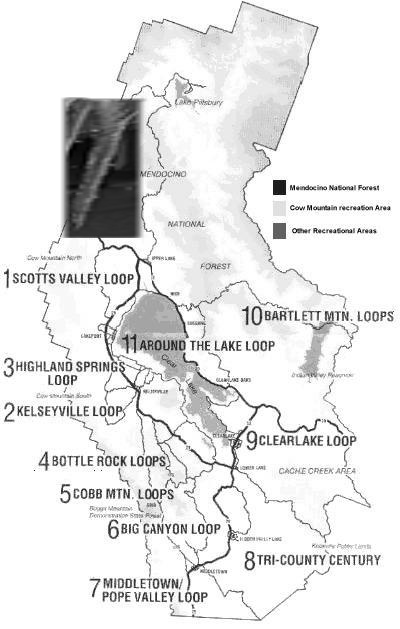 Lake Pillsbury
MENDOCINO
Mendocino National Forest
Cow Mountain recreation Area
NATIONAL
Other Recreational Areas
Cow Mountain North
UPPER LAKE
FOREST
1 SCOTTS VALLEY LOOP
NICE
10 BARTLETT MTN. LOOPS
LUCERNE
LAKEPORT
11 AROUND THE LAKE LOOP
Clear Lake
3 HIGHLAND SPRINGS
LOOP
Indian Valley Reservoir
CLEARLAKE OAKS
KELSEYVILLE
Cow Mountain South
2 KELSEYVILLE LOOP
CLEARLAKE
9 CLEARLAKE LOOP
4 BOTTLE ROCK LOOPS
LOWER LAKE
CACHE CREEK AREA
5 COBB MTN. LOOPS
COBB
Boggs Mountain
Demonstration State Forest
6 BIG CANYON LOOP
HIDDEN VALLEY LAKE
Knoxville Public Lands
8 TRI-COUNTY CENTURY
MIDDLETOWN
7 MIDDLETOWN/
POPE VALLEY LOOP